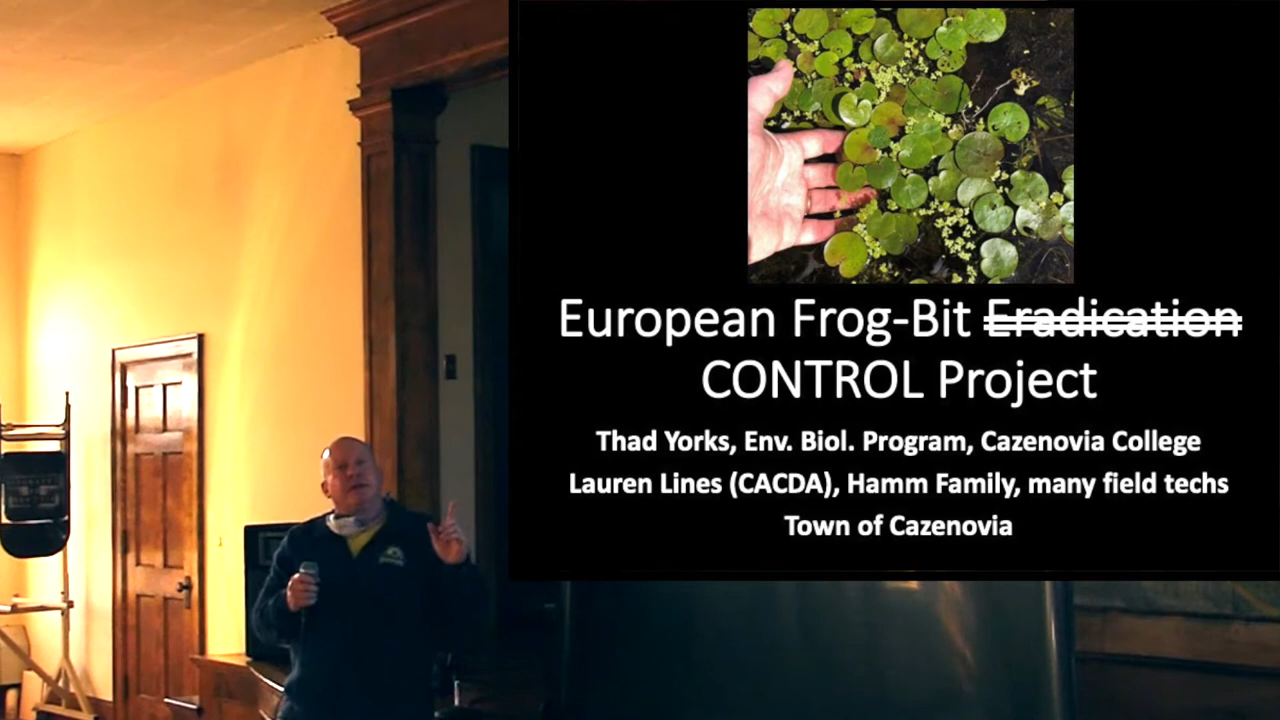 European Frog-Bit Eradication
CONTROL Project
Thad Yorks, Env. Biol. Program, Cazenovia College
Lauren Lines (CACDA), Hamm Family, many field techs
Town of Cazenovia